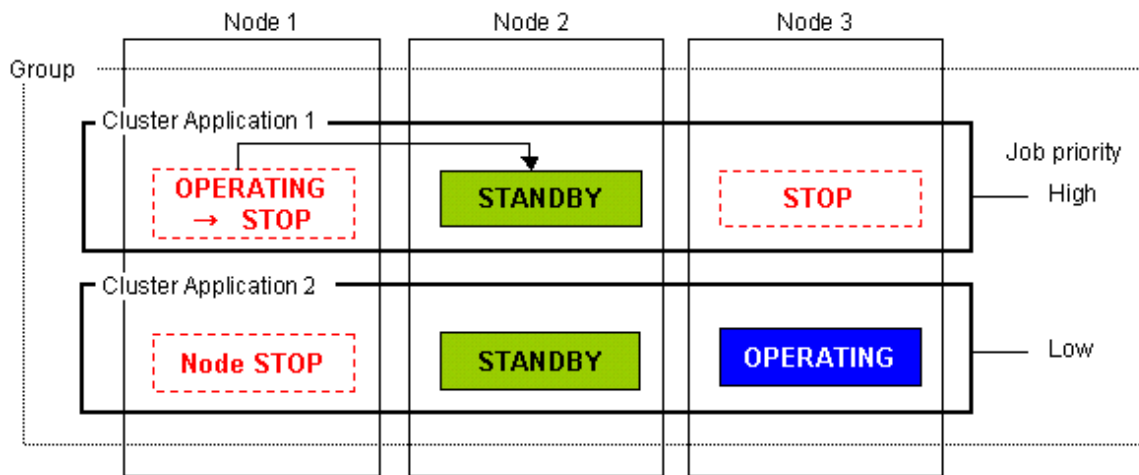 Node 1
Node 2
Node 3
Group
Cluster Application 1
Job priority
OPERATING
→ STOP
STANDBY
STOP
High
Cluster Application 2
Node STOP
STANDBY
OPERATING
Low